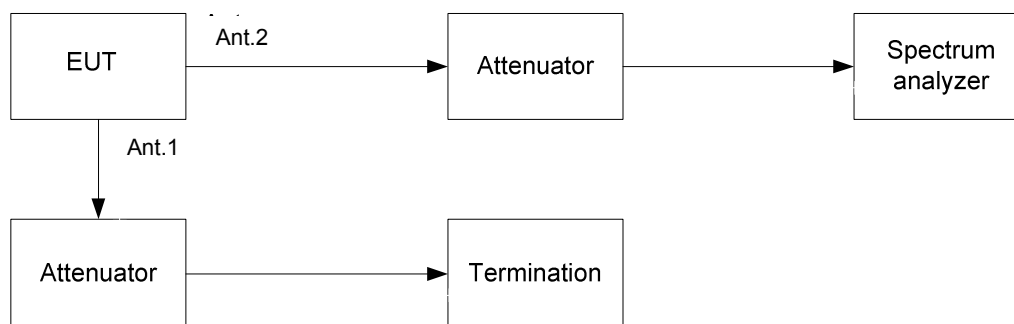 Ant.2
EUT
Attenuator
Spectrum
analyzer
Ant.1
Attenuator
Termination